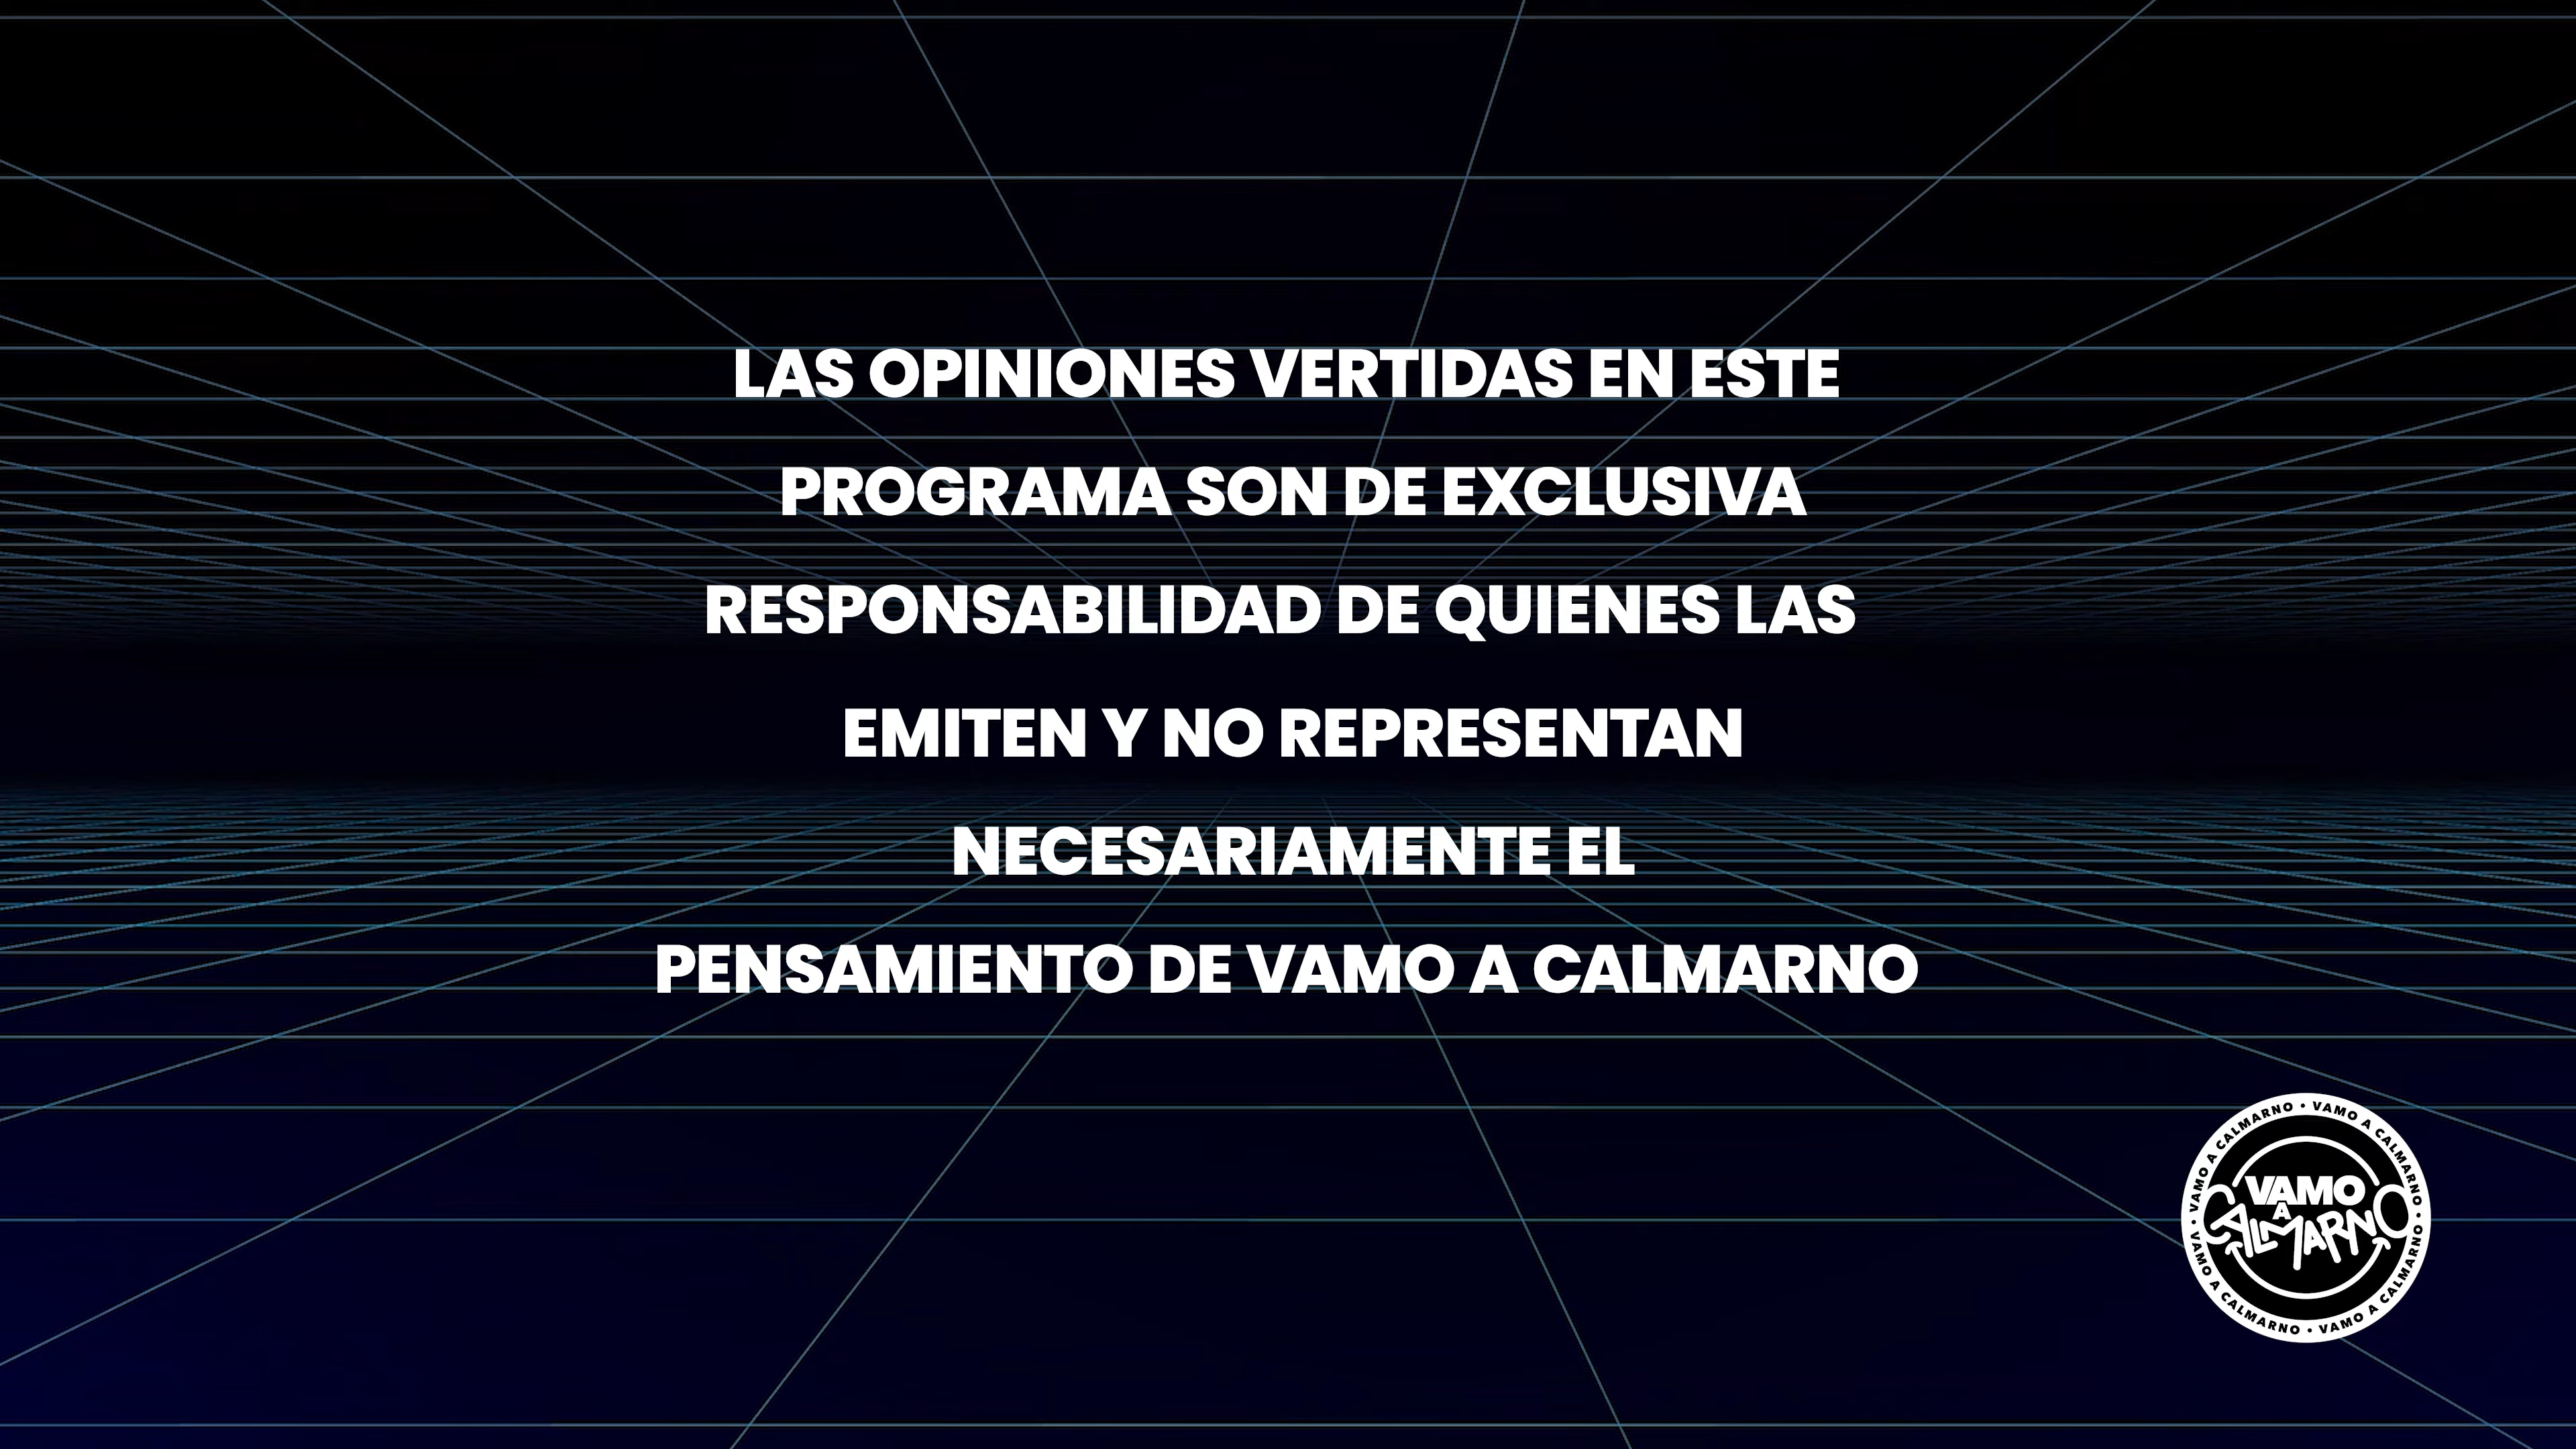 LAS OPINIONES VERTIDAS EN ESTE
PROGRAMA SON DE EXCLUSIVA
RESPONSABILIDAD DE QUIENES LAS
EMITEN Y NO REPRESENTAN
NECESARIAMENTE EL
PENSAMIENTO DE VAMO A CALMARNO
VAMO A CALMARNO • VAMO A CALMARNO • VAMO A CALMARNO • VAMO A CALMARNO •
VAMO
A
CALMARNO